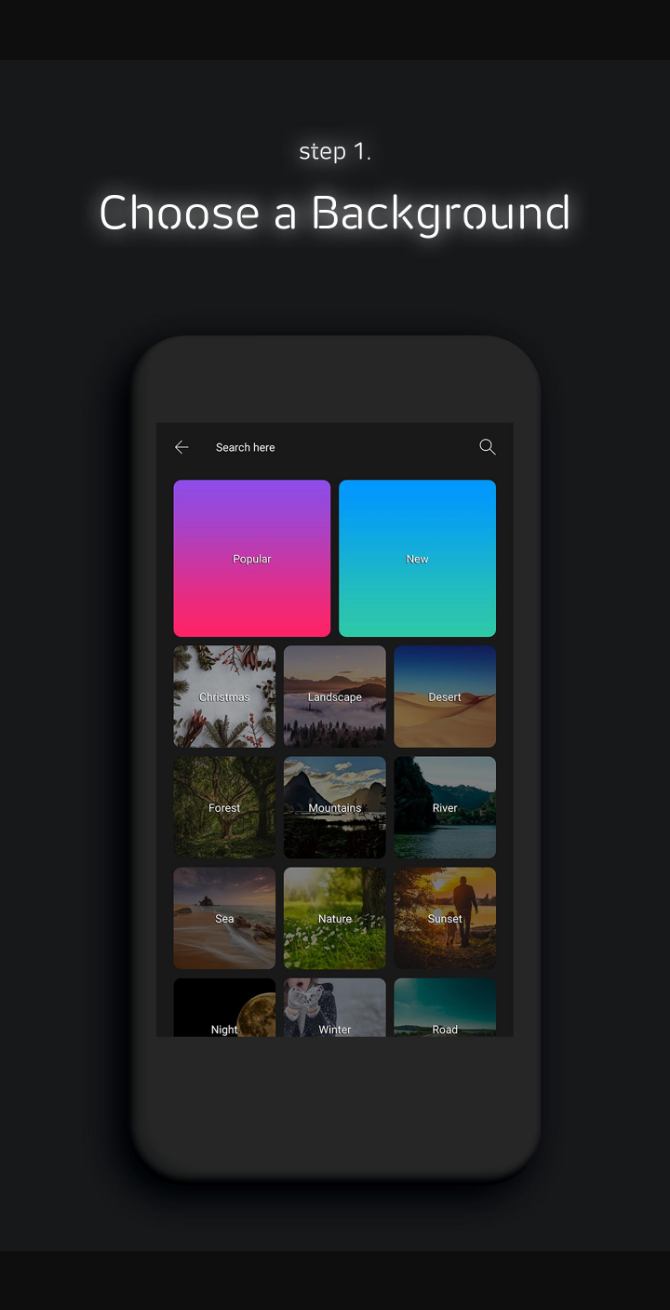 step 1.
Choose a Background
Search here
Popular
New
Christmas
Landscape
Desert
Forest
Mountains
River
Sea
Nature
Sunset
Night
Winter
Road